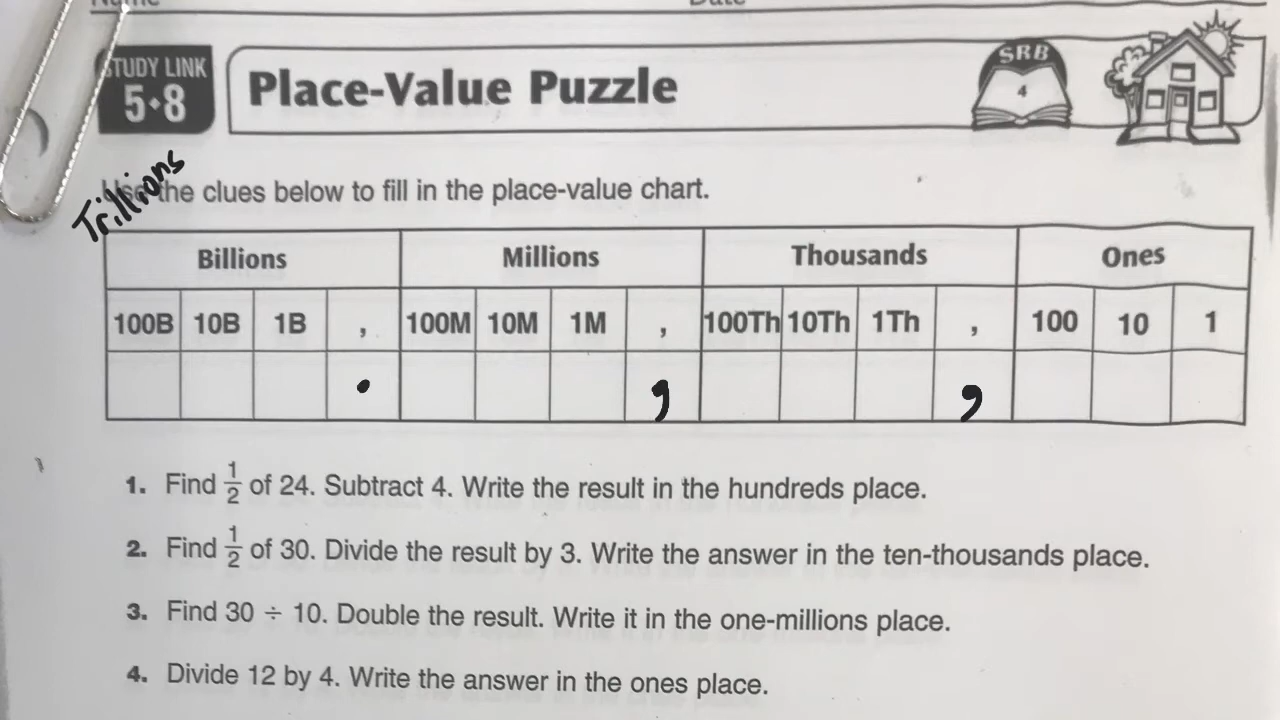 STUDY LINK
5•8
Place-Value Puzzle
SRB
4
Trillions
Use the clues below to fill in the place-value chart.
Billions Millions Thousands Ones
100B 10B 1B , 100M 10M 1M , 100Th 10Th 1Th , 100 10 1
. , ,
1. Find 1/2 of 24. Subtract 4. Write the result in the hundreds place.
2. Find 1/2 of 30. Divide the result by 3. Write the answer in the ten-thousands place.
3. Find 30 ÷ 10. Double the result. Write it in the one-millions place.
4. Divide 12 by 4. Write the answer in the ones place.